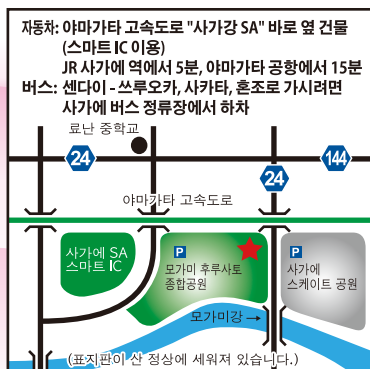 자동차: 야마가타 고속도로 "사가강 SA" 바로 옆 건물
(스마트 IC 이용)
JR 사가에 역에서 5분, 야마가타 공항에서 15분
버스: 센다이 - 쓰루오카, 사카타, 혼조로 가시려면
사가에 버스 정류장에서 하차
료난 중학교
24
144
24
야마가타 고속도로
사가에 SA
스마트 IC
P
모가미 후루사토
종합공원
P
사가에
스케이트 공원
모가미강 →
(표지판이 산 정상에 세워져 있습니다.)